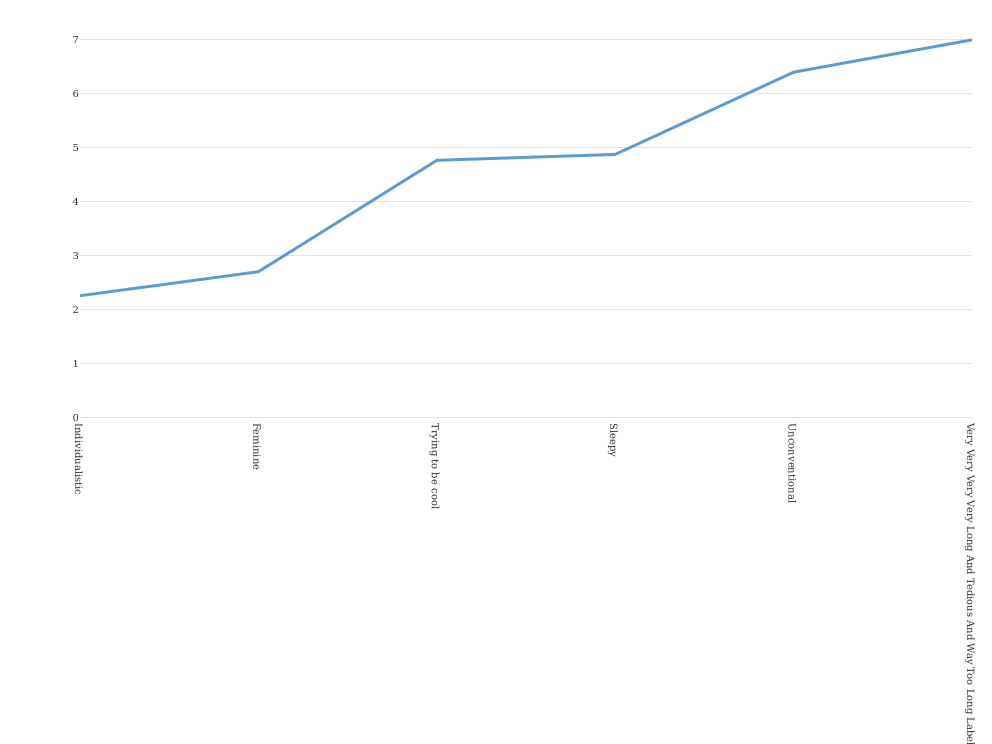 7
6
5
4
3
2
1
0
Individualistic
Feminine
Trying to be cool
Sleepy
Unconventional
Very Very Very Very Long And Tedious And Way Too Long Label